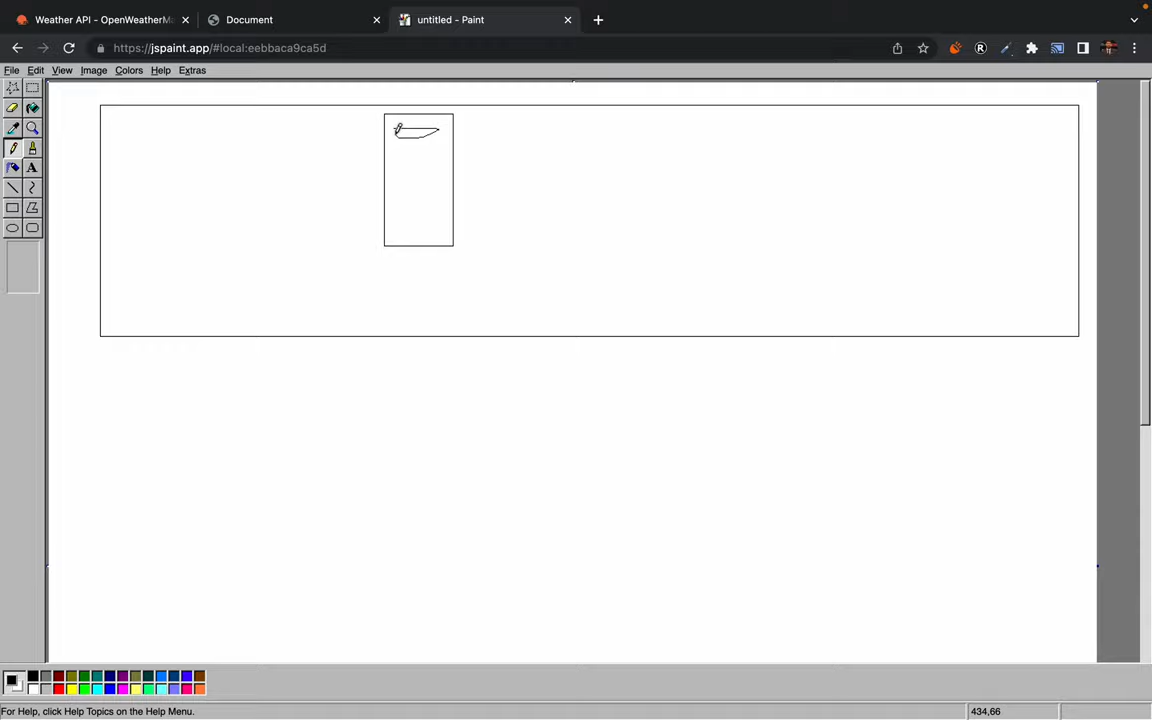 Weather API - OpenWeatherM
Document
untitled - Paint
https://jspaint.app/#local:eebbaca9ca5d
File Edit View Image Colors Help Extras
A
For Help, click Help Topics on the Help Menu.
434,66